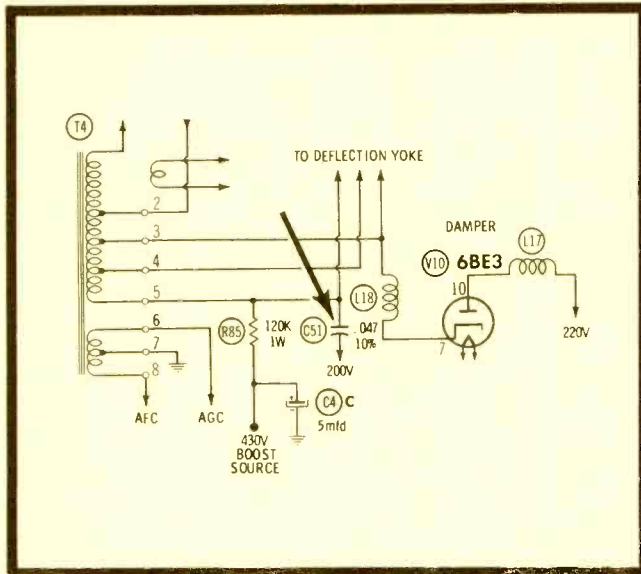 T4
TO DEFLECTION YOKE
2
3
4
5
6
7
8
DAMPER
V10 6BE3
L17
10
7
220V
L18
R85
120K
1W
C51
.047
10%
200V
C4 C
5mfd
AFC
AGC
430V
BOOST
SOURCE